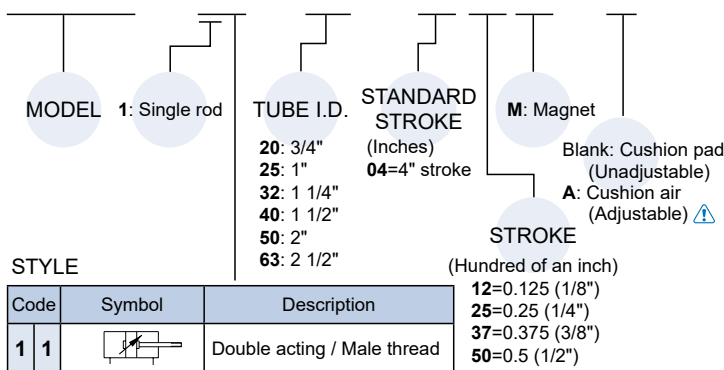 MODEL
1: Single rod
TUBE I.D.
20: 3/4"
25: 1"
32: 1 1/4"
40: 1 1/2"
50: 2"
63: 2 1/2"
STANDARD
STROKE
(Inches)
04=4" stroke
M: Magnet
Blank: Cushion pad
(Unadjustable)
A: Cushion air
(Adjustable)
STROKE
(Hundred of an inch)
12=0.125 (1/8")
25=0.25 (1/4")
37=0.375 (3/8")
50=0.5 (1/2")
STYLE
Code Symbol Description
1 1 Double acting / Male thread